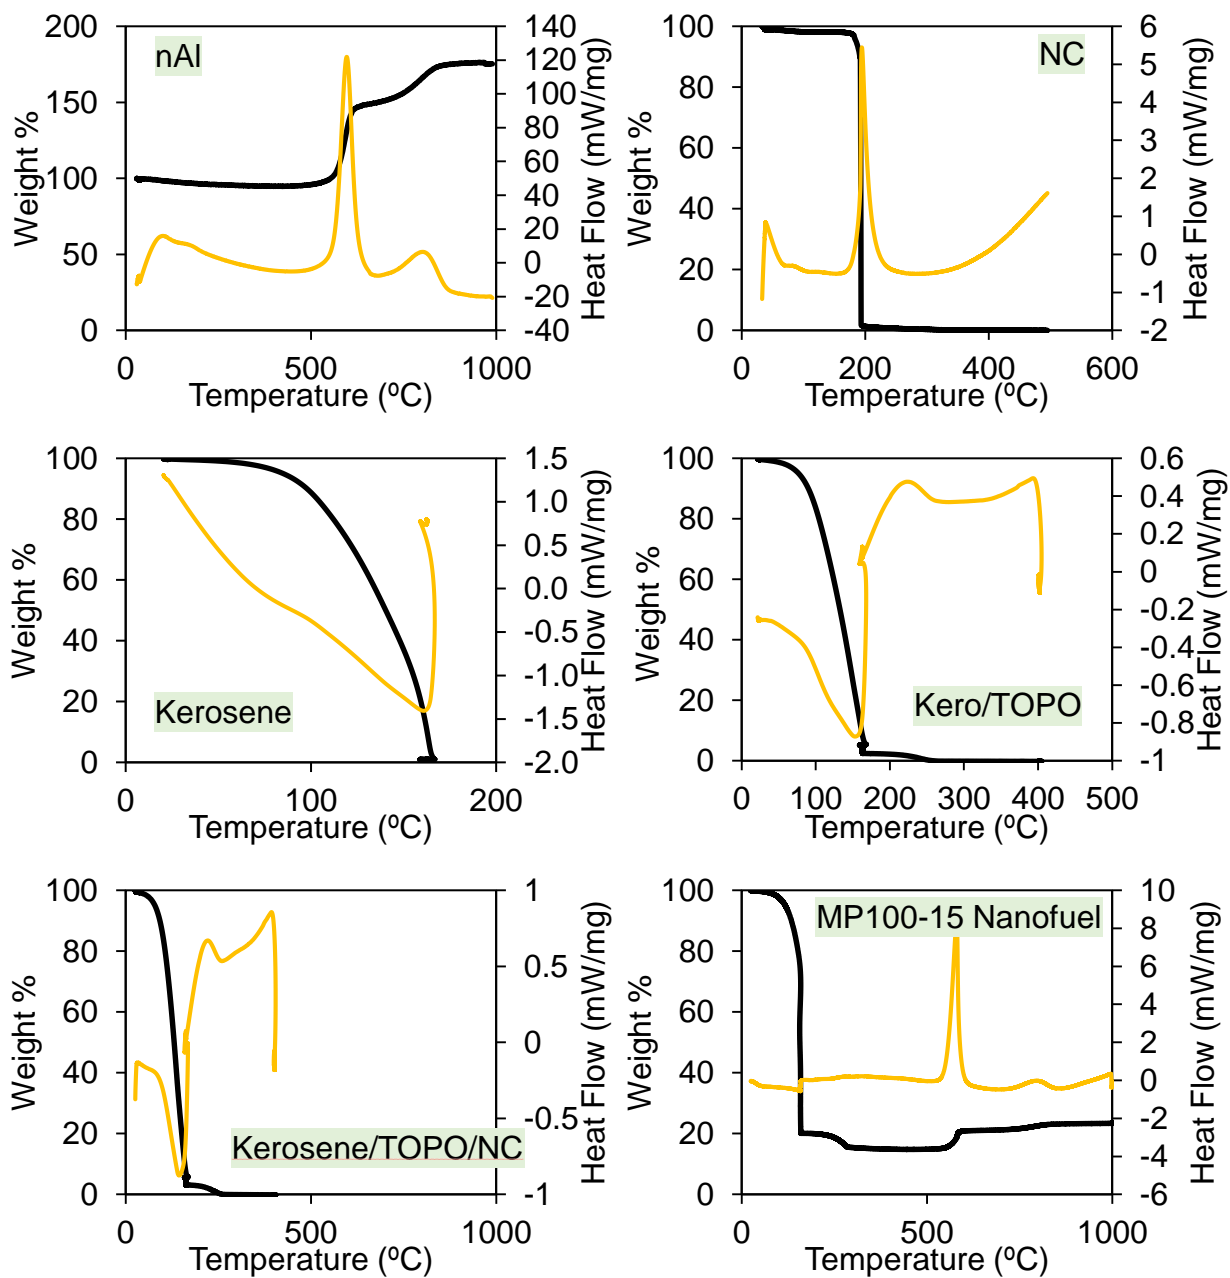 nAl
Weight %
200
150
100
50
0
140
120
100
80
60
40
20
0
-20
-40
Heat Flow (mW/mg)
0 500 1000
Temperature (ºC)
NC
Weight %
100
80
60
40
20
0
6
5
4
3
2
1
0
-1
-2
Heat Flow (mW/mg)
0 200 400 600
Temperature (ºC)
Kerosene
Weight %
100
80
60
40
20
0
1.5
1.0
0.5
0.0
-0.5
-1.0
-1.5
-2.0
Heat Flow (mW/mg)
0 100 200
Temperature (ºC)
Kero/TOPO
Weight %
100
80
60
40
20
0
0.6
0.4
0.2
0
-0.2
-0.4
-0.6
-0.8
-1
Heat Flow (mW/mg)
0 100 200 300 400 500
Temperature (ºC)
Kerosene/TOPO/NC
Weight %
100
80
60
40
20
0
1
0.5
0
-0.5
-1
Heat Flow (mW/mg)
0 500 1000
Temperature (ºC)
MP100-15 Nanofuel
Weight %
100
80
60
40
20
0
10
8
6
4
2
0
-2
-4
-6
Heat Flow (mW/mg)
0 500 1000
Temperature (ºC)